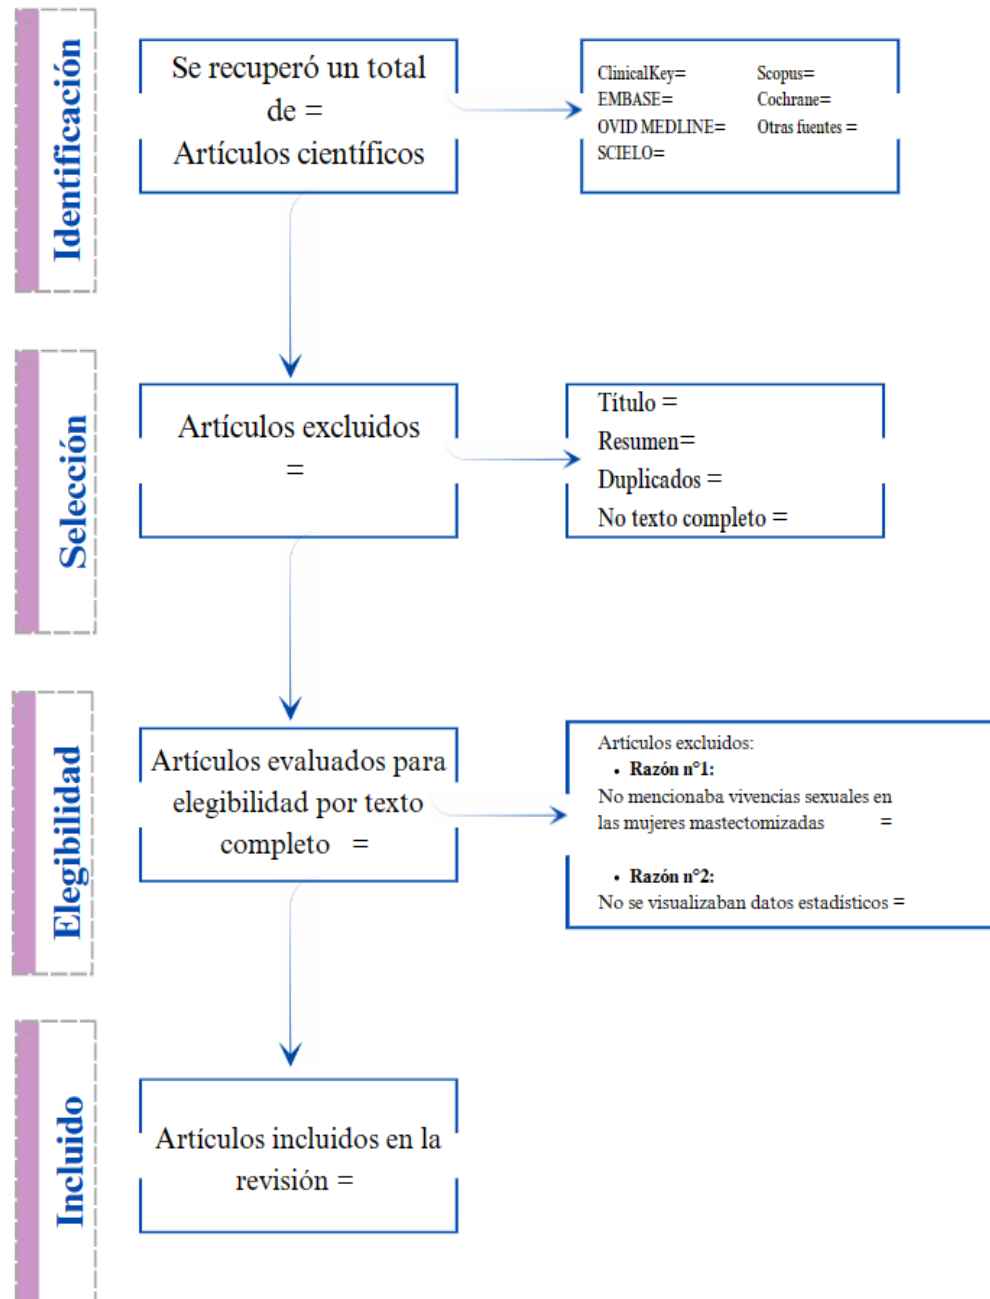 Identificación
Se recuperó un total
de =
Artículos científicos
ClinicalKey=
EMBASE=
OVID MEDLINE=
SCIELO=
Scopus=
Cochrane=
Otras fuentes =
Selección
Artículos excluidos
=
Título =
Resumen=
Duplicados =
No texto completo =
Elegibilidad
Artículos evaluados para
elegibilidad por texto
completo =
Artículos excluidos:
• Razón n°1:
No mencionaba vivencias sexuales en
las mujeres mastectomizadas =
• Razón n°2:
No se visualizaban datos estadísticos =
Incluido
Artículos incluidos en la
revisión =